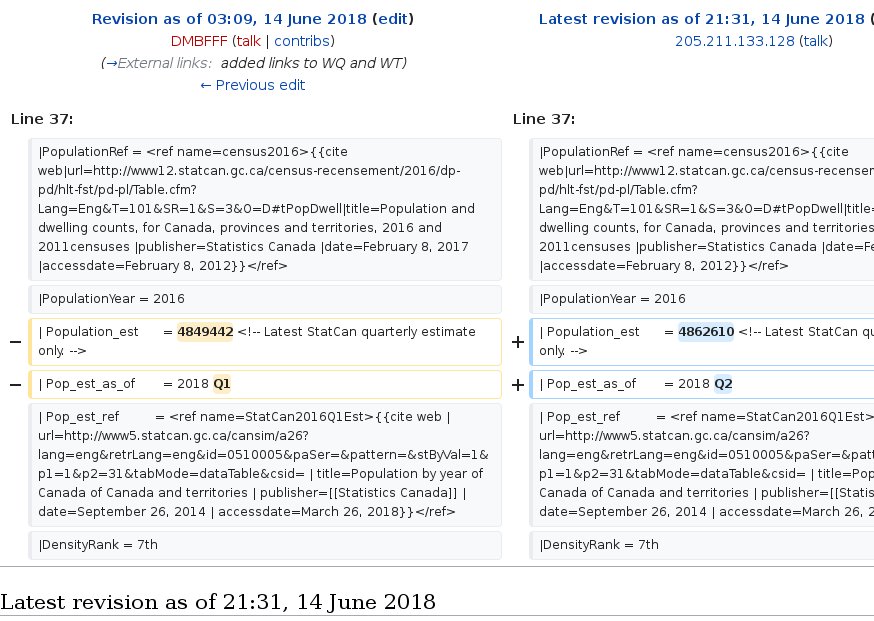 Revision as of 03:09, 14 June 2018 (edit)
DMBFFF (talk | contribs)
(→External links: added links to WQ and WT)
← Previous edit
Latest revision as of 21:31, 14 June 2018 (
205.211.133.128 (talk)
Line 37:
|PopulationRef = <ref name=census2016>{{cite
web|url=http://www12.statcan.gc.ca/census-recensement/2016/dp-
pd/hlt-fst/pd-pl/Table.cfm?
Lang=Eng&T=101&SR=1&S=3&O=D#tPopDwell|title=Population and
dwelling counts, for Canada, provinces and territories, 2016 and
2011censuses |publisher=Statistics Canada |date=February 8, 2017
|accessdate=February 8, 2012}}</ref>
|PopulationYear = 2016
− | Population_est = 4849442 <!-- Latest StatCan quarterly estimate
only. -->
− | Pop_est_as_of = 2018 Q1
| Pop_est_ref = <ref name=StatCan2016Q1Est>{{cite web |
url=http://www5.statcan.gc.ca/cansim/a26?
lang=eng&retrLang=eng&id=0510005&paSer=&pattern=&stByVal=1&
p1=1&p2=31&tabMode=dataTable&csid= | title=Population by year of
Canada of Canada and territories | publisher=[[Statistics Canada]] |
date=September 26, 2014 | accessdate=March 26, 2018}}</ref>
|DensityRank = 7th
Line 37:
|PopulationRef = <ref name=census2016>{{cite
web|url=http://www12.statcan.gc.ca/census-recensem
pd/hlt-fst/pd-pl/Table.cfm?
Lang=Eng&T=101&SR=1&S=3&O=D#tPopDwell|title=
dwelling counts, for Canada, provinces and territories
2011censuses |publisher=Statistics Canada |date=Fe
|accessdate=February 8, 2012}}</ref>
|PopulationYear = 2016
+ | Population_est = 4862610 <!-- Latest StatCan qu
only. -->
+ | Pop_est_as_of = 2018 Q2
| Pop_est_ref = <ref name=StatCan2016Q1Est>
url=http://www5.statcan.gc.ca/cansim/a26?
lang=eng&retrLang=eng&id=0510005&paSer=&patt
p1=1&p2=31&tabMode=dataTable&csid= | title=Pop
Canada of Canada and territories | publisher=[[Statis
date=September 26, 2014 | accessdate=March 26, 2
|DensityRank = 7th
Latest revision as of 21:31, 14 June 2018